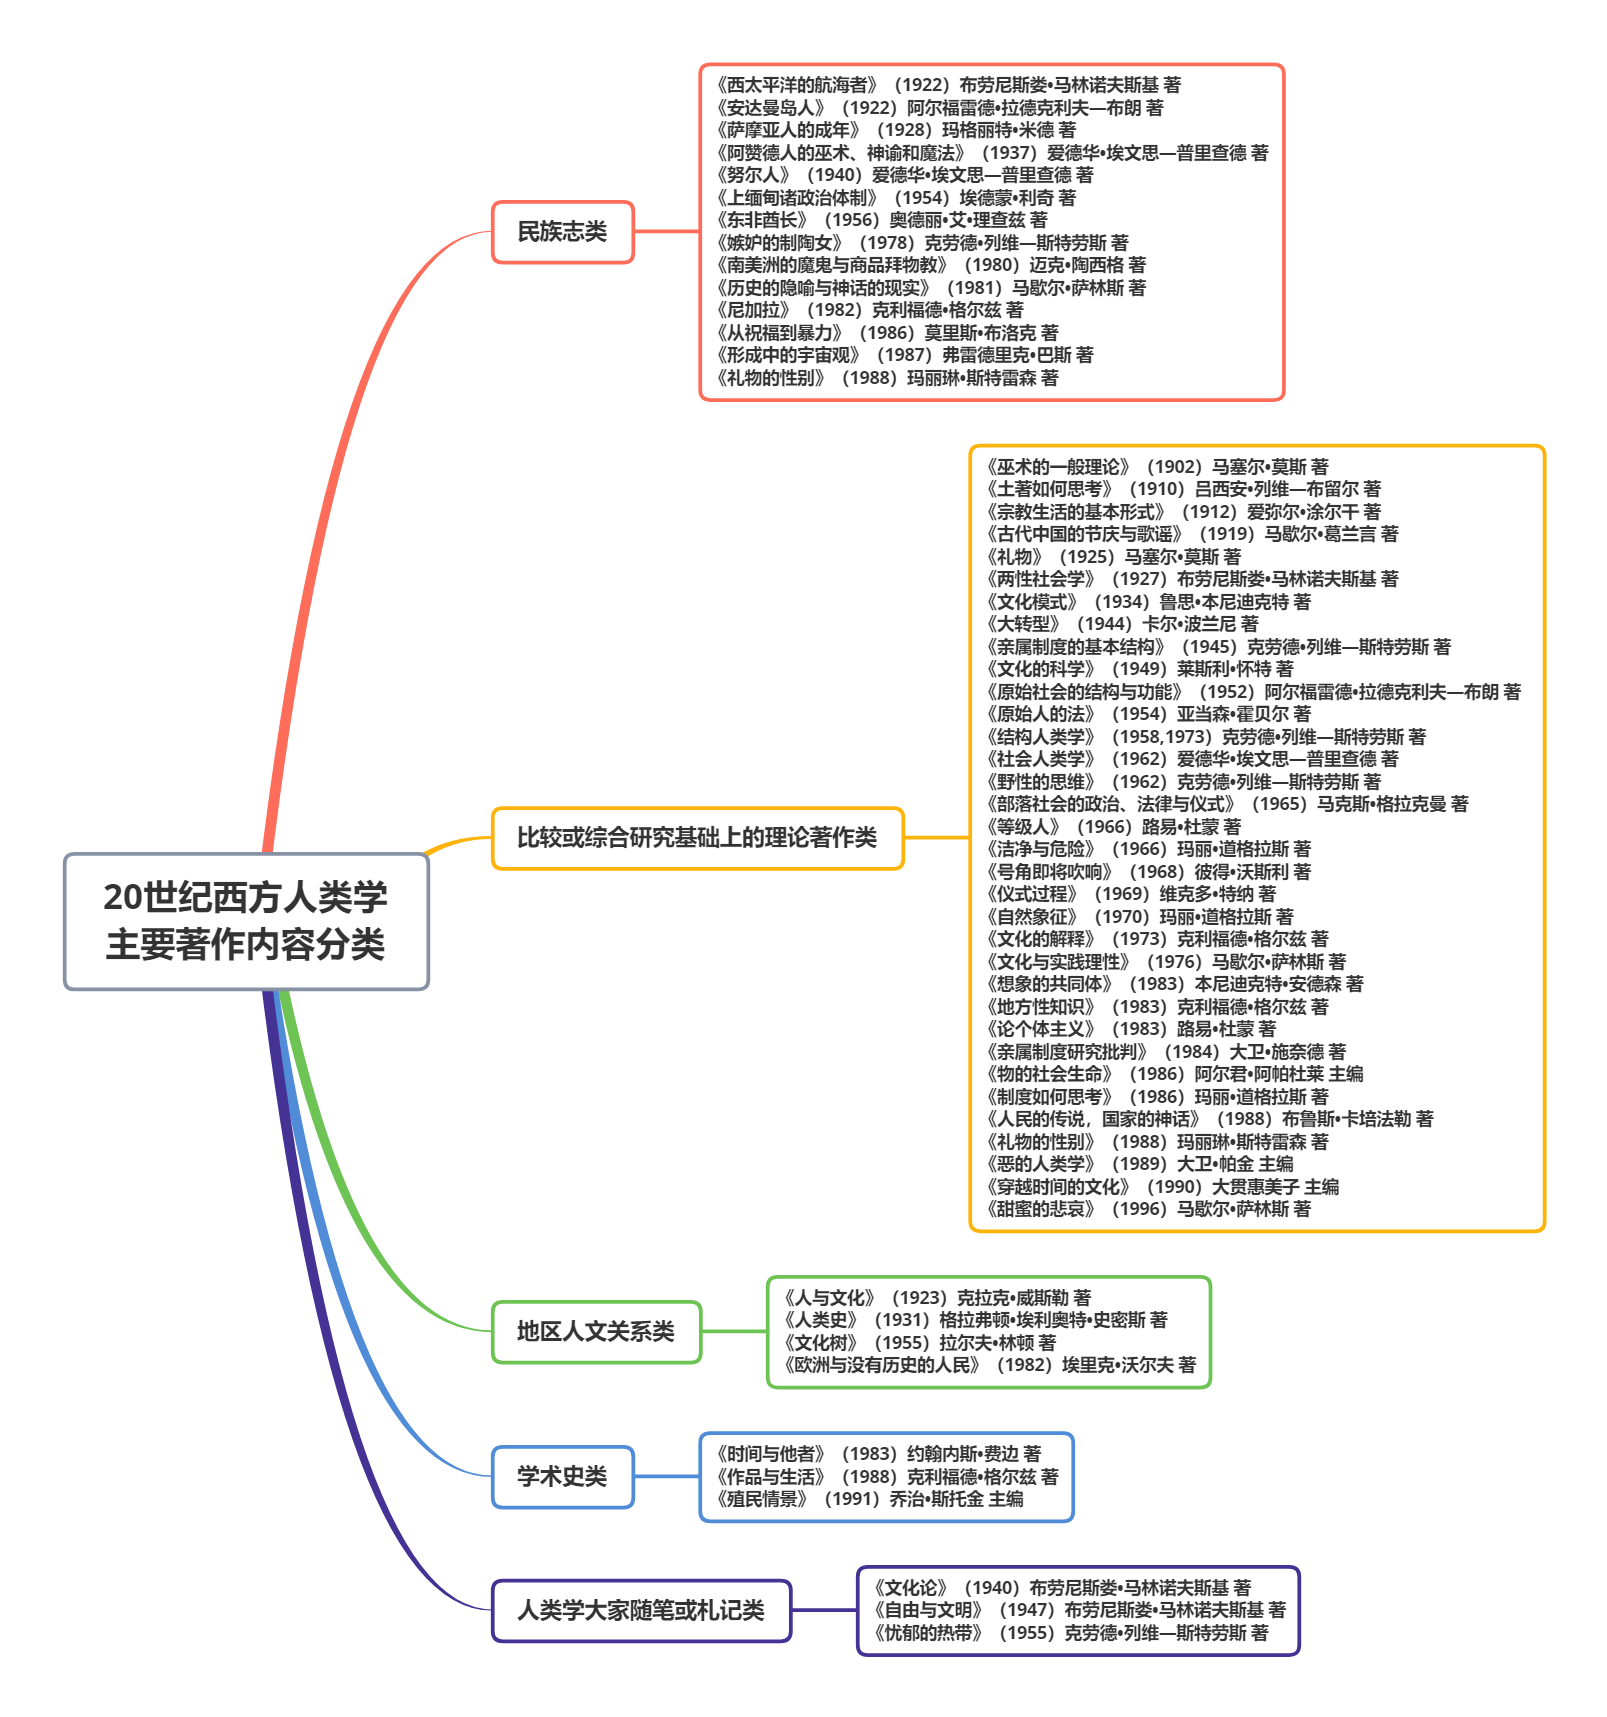 20世纪西方人类学
主要著作内容分类
民族志类
《西太平洋的航海者》（1922）布劳尼斯娄•马林诺夫斯基 著
《安达曼岛人》（1922）阿尔福雷德•拉德克利夫—布朗 著
《萨摩亚人的成年》（1928）玛格丽特•米德 著
《阿赞德人的巫术、神谕和魔法》（1937）爱德华•埃文思—普里查德 著
《努尔人》（1940）爱德华•埃文思—普里查德 著
《上缅甸诸政治体制》（1954）埃德蒙•利奇 著
《东非酋长》（1956）奥德丽•艾•理查兹 著
《嫉妒的制陶女》（1978）克劳德•列维—斯特劳斯 著
《南美洲的魔鬼与商品拜物教》（1980）迈克•陶西格 著
《历史的隐喻与神话的现实》（1981）马歇尔•萨林斯 著
《尼加拉》（1982）克利福德•格尔兹 著
《从祝福到暴力》（1986）莫里斯•布洛克 著
《形成中的宇宙观》（1987）弗雷德里克•巴斯 著
《礼物的性别》（1988）玛丽琳•斯特雷森 著
比较或综合研究基础上的理论著作类
《巫术的一般理论》（1902）马塞尔•莫斯 著
《土著如何思考》（1910）吕西安•列维—布留尔 著
《宗教生活的基本形式》（1912）爱弥尔•涂尔干 著
《古代中国的节庆与歌谣》（1919）马歇尔•葛兰言 著
《礼物》（1925）马塞尔•莫斯 著
《两性社会学》（1927）布劳尼斯娄•马林诺夫斯基 著
《文化模式》（1934）鲁思•本尼迪克特 著
《大转型》（1944）卡尔•波兰尼 著
《亲属制度的基本结构》（1945）克劳德•列维—斯特劳斯 著
《文化的科学》（1949）莱斯利•怀特 著
《原始社会的结构与功能》（1952）阿尔福雷德•拉德克利夫—布朗 著
《原始人的法》（1954）亚当森•霍贝尔 著
《结构人类学》（1958,1973）克劳德•列维—斯特劳斯 著
《社会人类学》（1962）爱德华•埃文思—普里查德 著
《野性的思维》（1962）克劳德•列维—斯特劳斯 著
《部落社会的政治、法律与仪式》（1965）马克斯•格拉克曼 著
《等级人》（1966）路易•杜蒙 著
《洁净与危险》（1966）玛丽•道格拉斯 著
《号角即将吹响》（1968）彼得•沃斯利 著
《仪式过程》（1969）维克多•特纳 著
《自然象征》（1970）玛丽•道格拉斯 著
《文化的解释》（1973）克利福德•格尔兹 著
《文化与实践理性》（1976）马歇尔•萨林斯 著
《想象的共同体》（1983）本尼迪克特•安德森 著
《地方性知识》（1983）克利福德•格尔兹 著
《论个体主义》（1983）路易•杜蒙 著
《亲属制度研究批判》（1984）大卫•施奈德 著
《物的社会生命》（1986）阿尔君•阿帕杜莱 主编
《制度如何思考》（1986）玛丽•道格拉斯 著
《人民的传说，国家的神话》（1988）布鲁斯•卡培法勒 著
《礼物的性别》（1988）玛丽琳•斯特雷森 著
《恶的人类学》（1989）大卫•帕金 主编
《穿越时间的文化》（1990）大贯惠美子 主编
《甜蜜的悲哀》（1996）马歇尔•萨林斯 著
地区人文关系类
《人与文化》（1923）克拉克•威斯勒 著
《人类史》（1931）格拉弗顿•埃利奥特•史密斯 著
《文化树》（1955）拉尔夫•林顿 著
《欧洲与没有历史的人民》（1982）埃里克•沃尔夫 著
学术史类
《时间与他者》（1983）约翰内斯•费边 著
《作品与生活》（1988）克利福德•格尔兹 著
《殖民情景》（1991）乔治•斯托金 主编
人类学大家随笔或札记类
《文化论》（1940）布劳尼斯娄•马林诺夫斯基 著
《自由与文明》（1947）布劳尼斯娄•马林诺夫斯基 著
《忧郁的热带》（1955）克劳德•列维—斯特劳斯 著